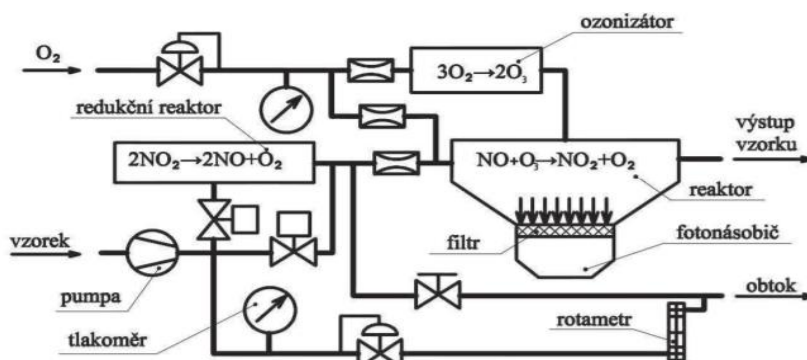 ozonizátor
O₂
3O₂→2O₃
redukční reaktor
2NO₂→2NO+O₂
NO+O₃→NO₂+O₂
výstup
vzorku
reaktor
vzorek
filtr
fotonásobič
pumpa
obtok
tlakoměr
rotametr